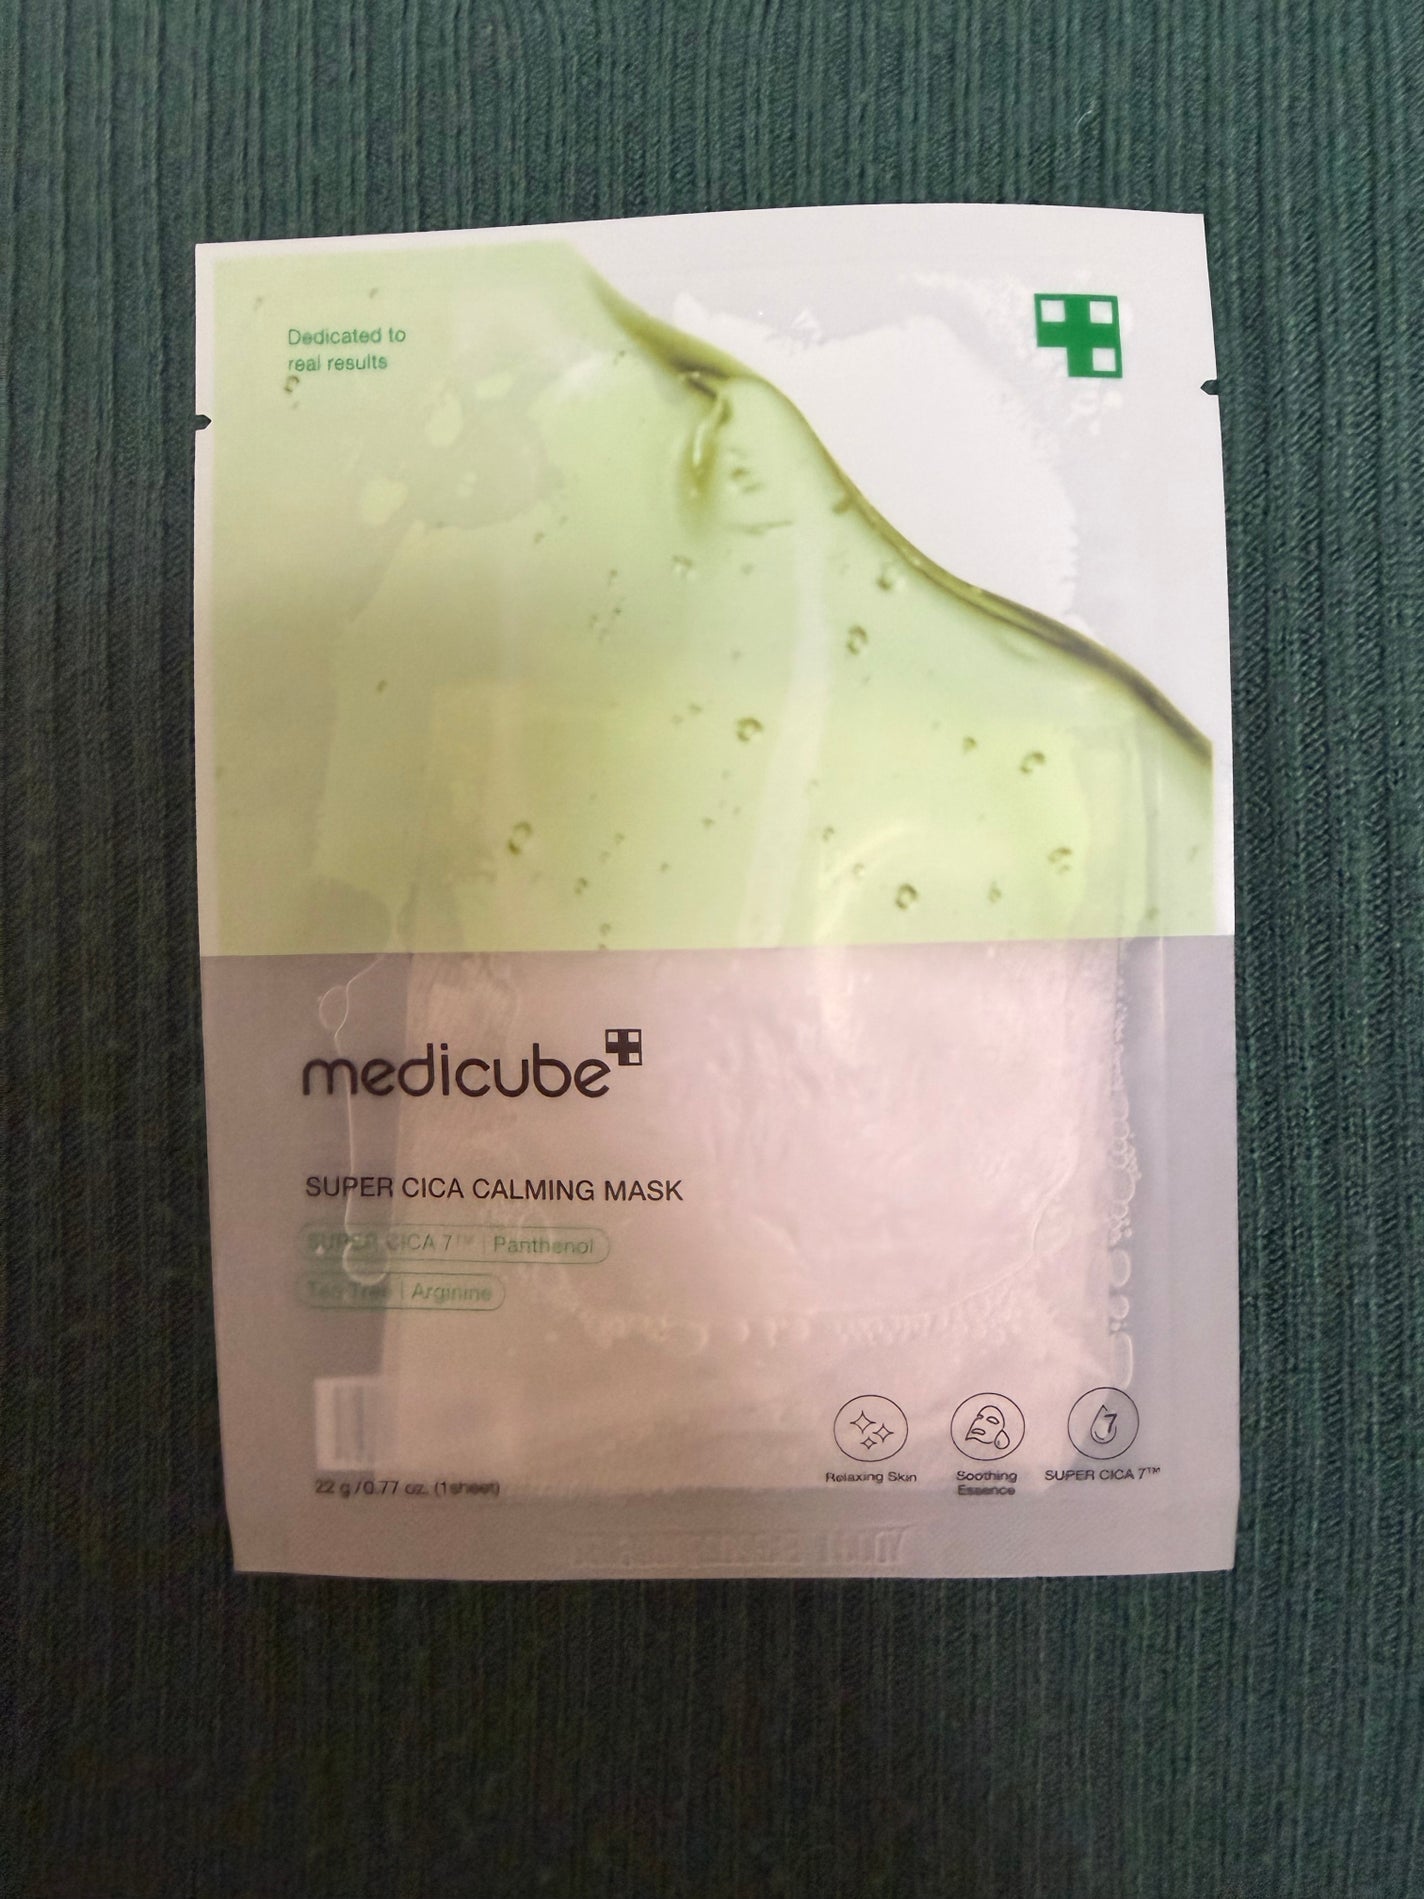 Dedicated to
real results
medicube
SUPER CICA CALMING MASK
SUPER CICA 7™ | Panthenol
Tea Tree | Arginine
22 g / 0.77 oz. (1sheet)
Relaxing Skin
Soothing
Essence
7
SUPER CICA 7™